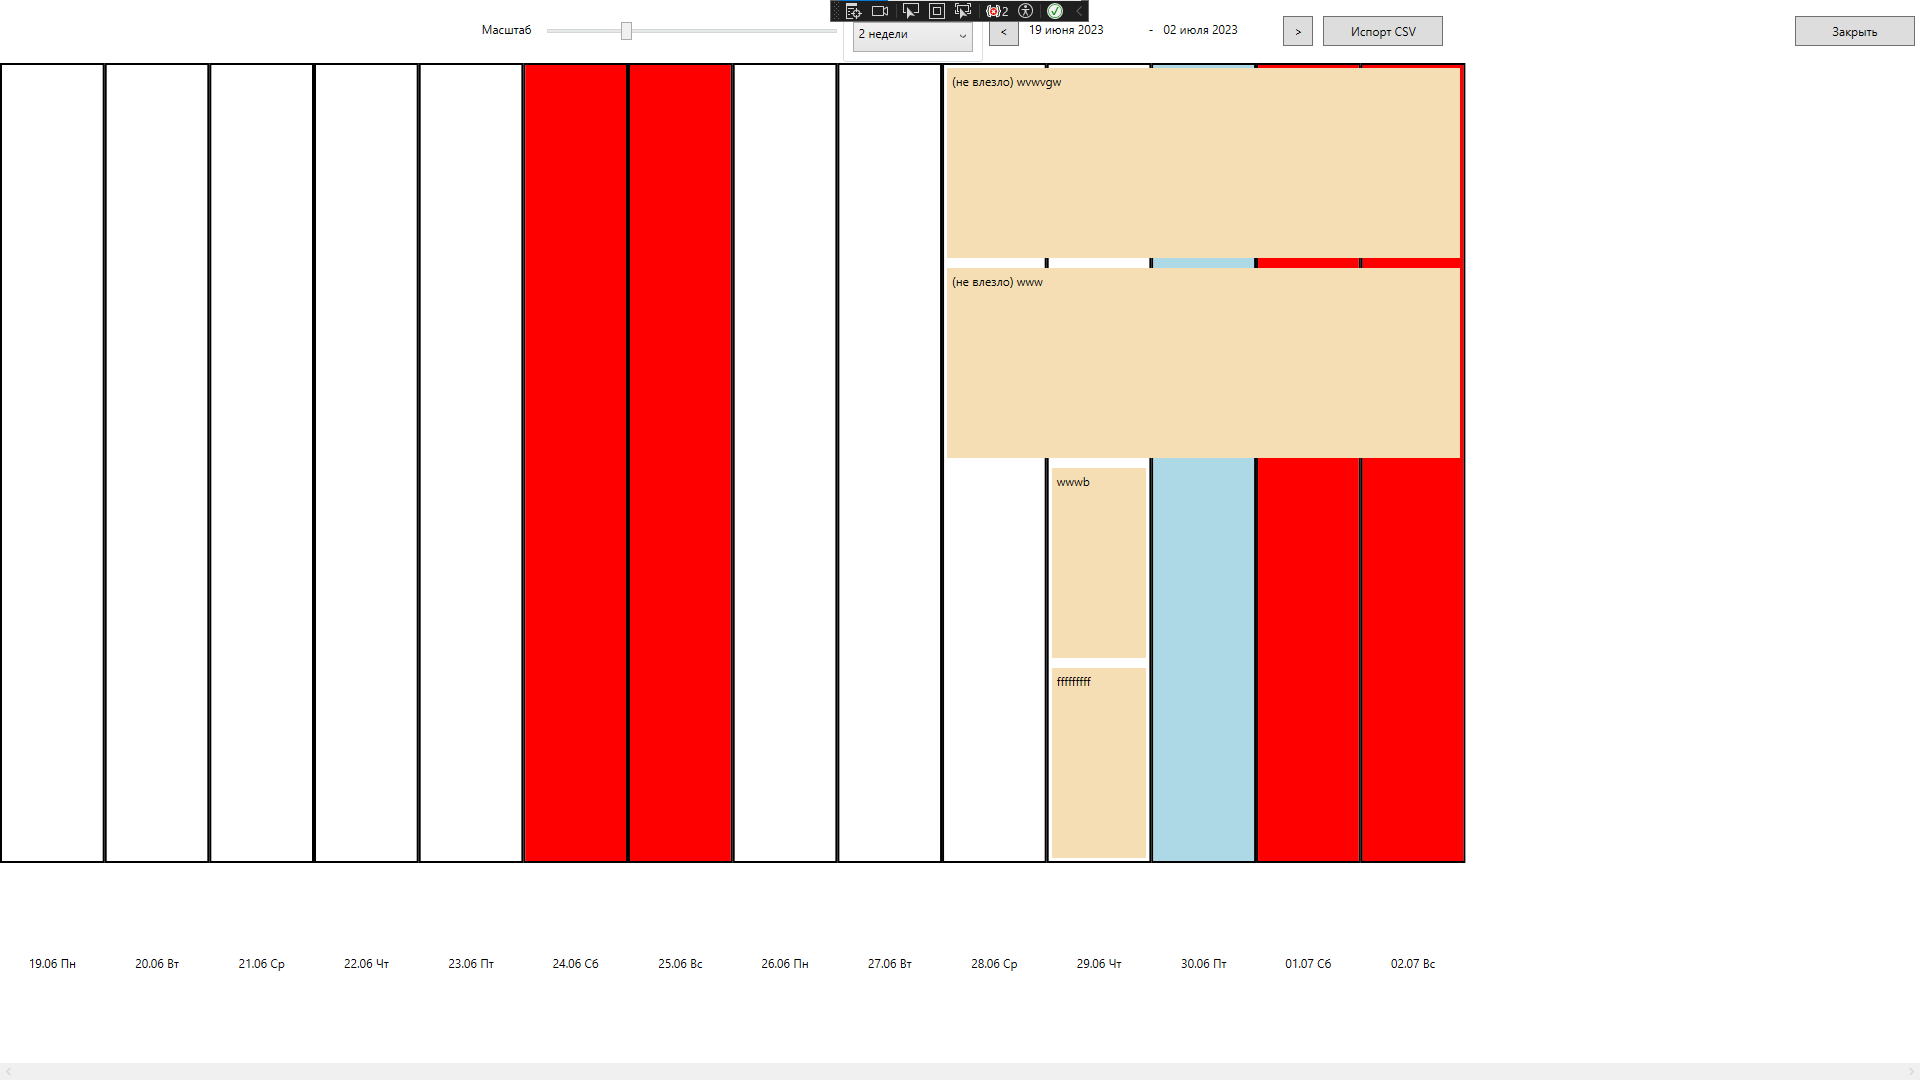 2
Масштаб
2 недели
<
19 июня 2023
-
02 июля 2023
>
Испорт CSV
Закрыть
(не влезло) wvwvgw
(не влезло) www
wwwb
fffffffff
19.06 Пн
20.06 Вт
21.06 Ср
22.06 Чт
23.06 Пт
24.06 Сб
25.06 Вс
26.06 Пн
27.06 Вт
28.06 Ср
29.06 Чт
30.06 Пт
01.07 Сб
02.07 Вс